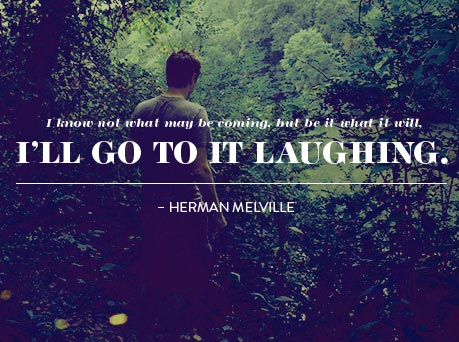 I know not what may be coming, but be it what it will,
I'LL GO TO IT LAUGHING.
– HERMAN MELVILLE